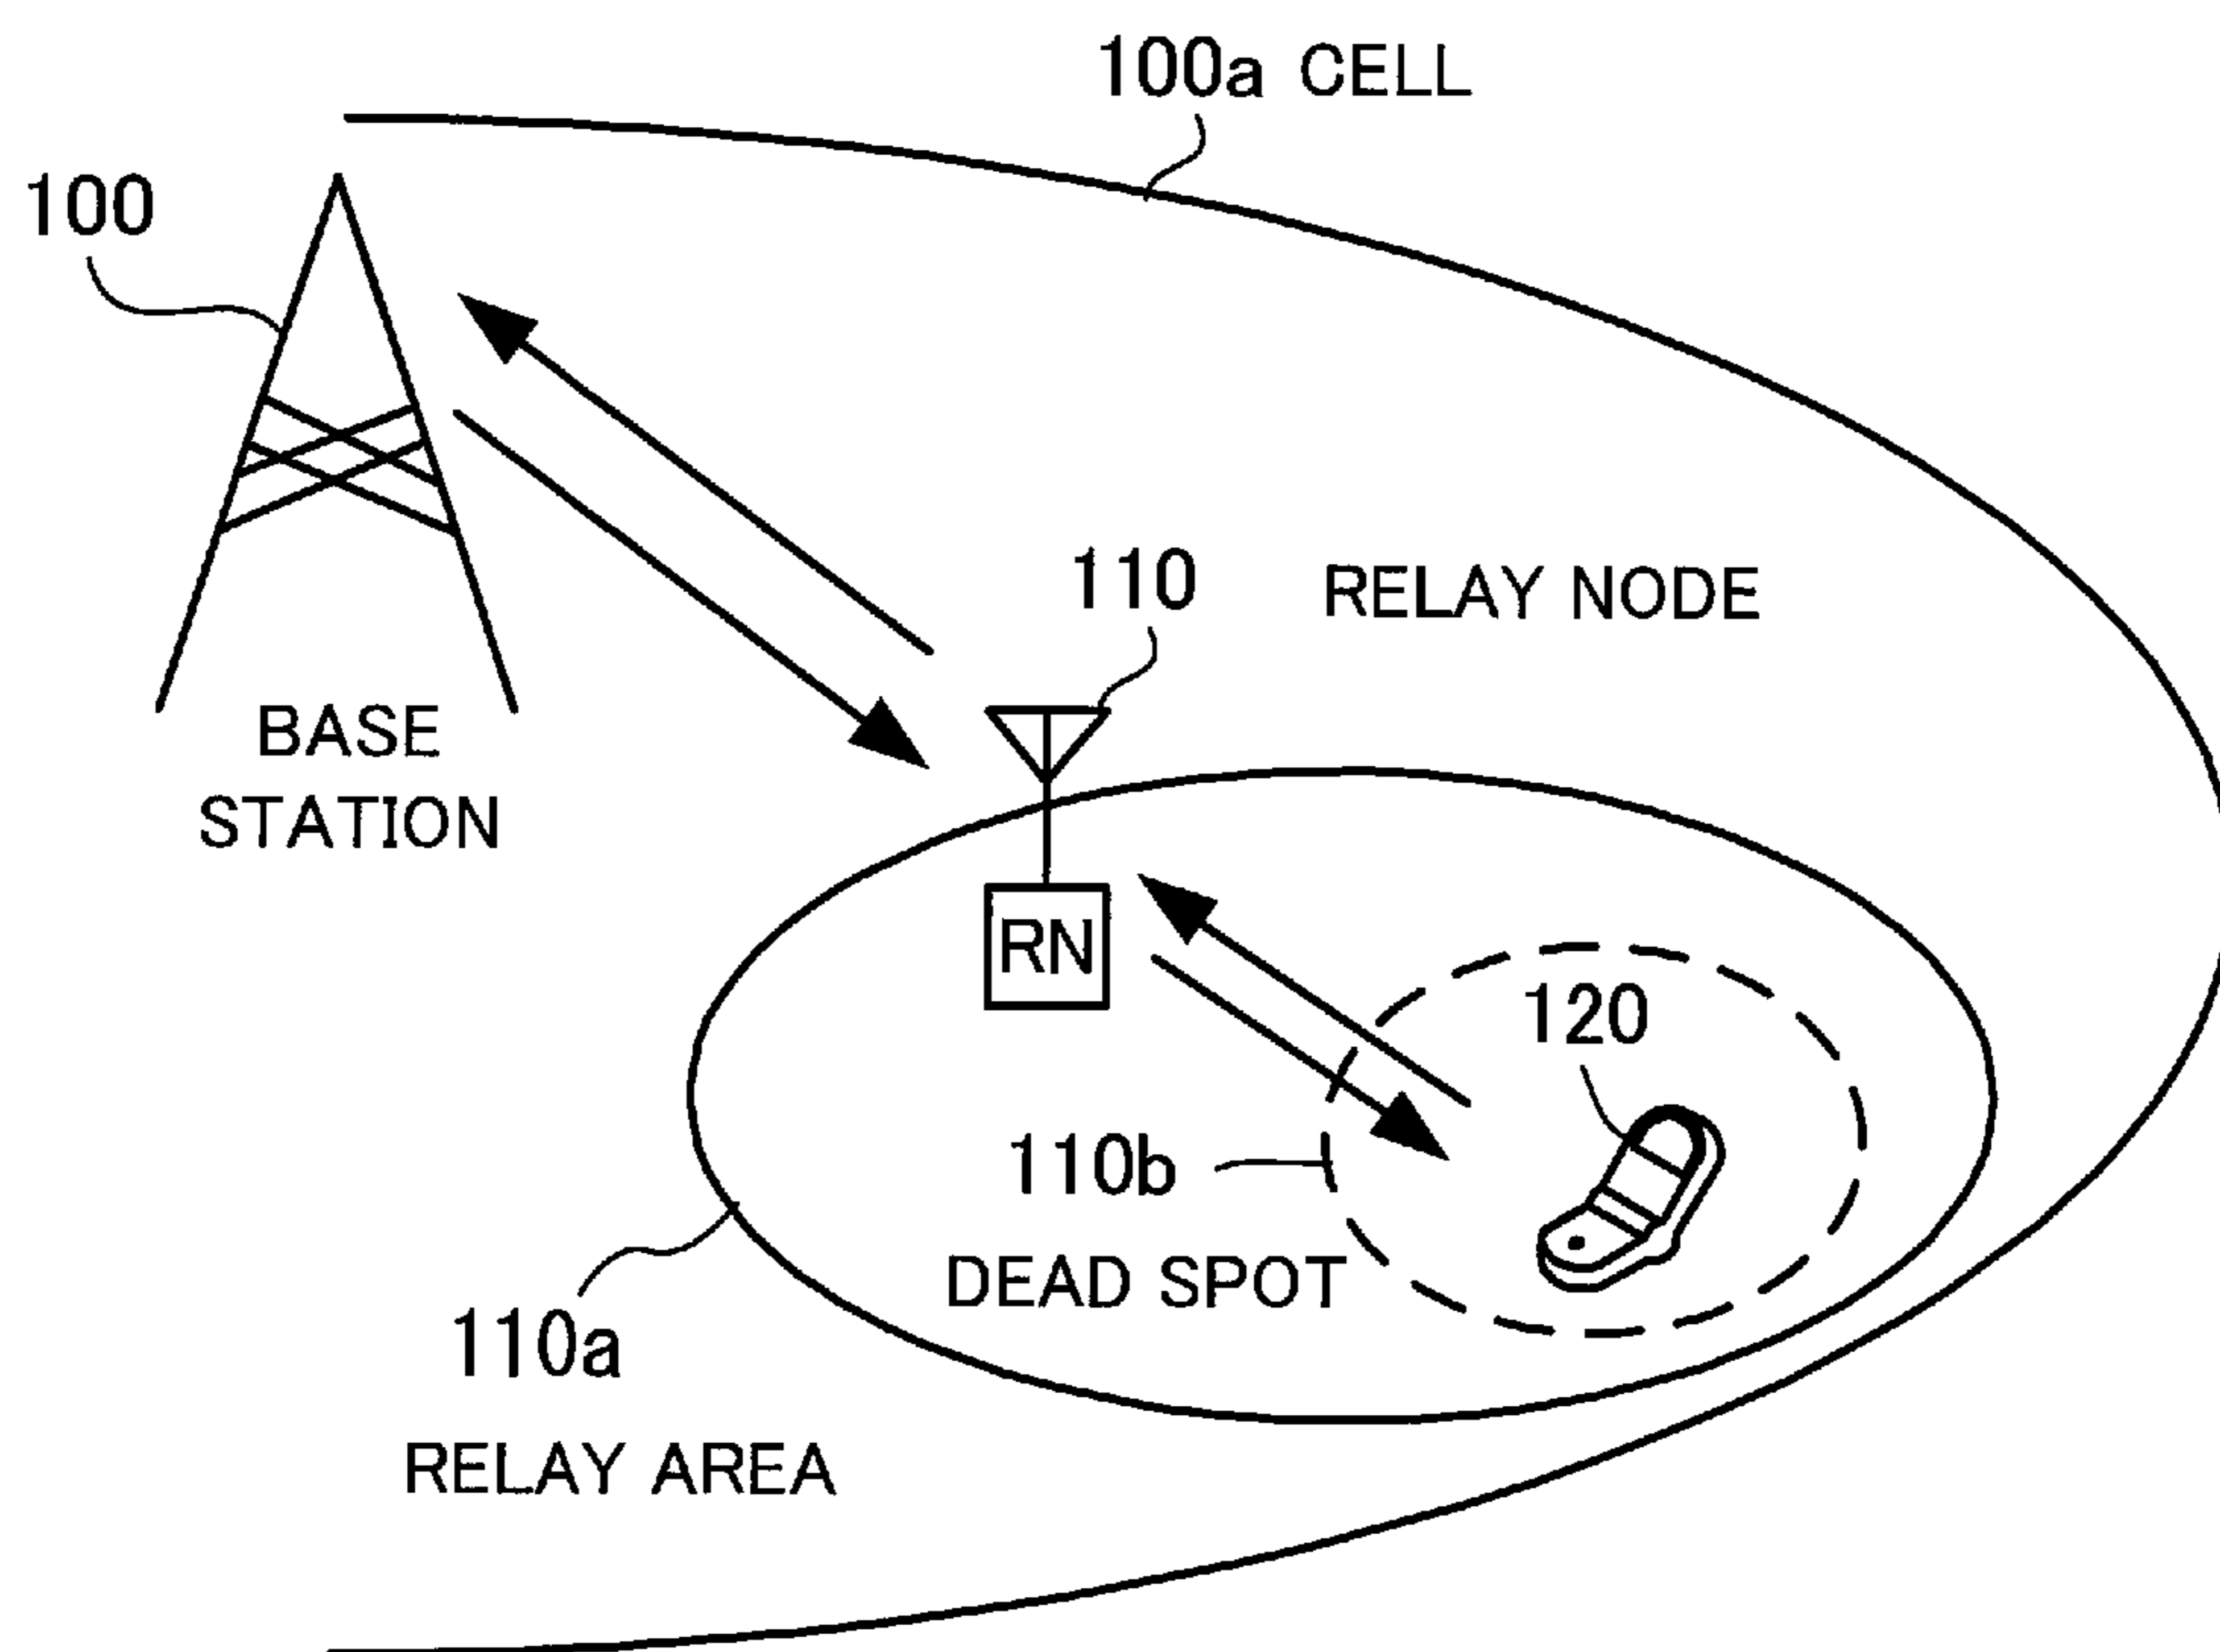 100a CELL
100
110
RELAY NODE
BASE
STATION
RN
120
110b
DEAD SPOT
110a
RELAY AREA